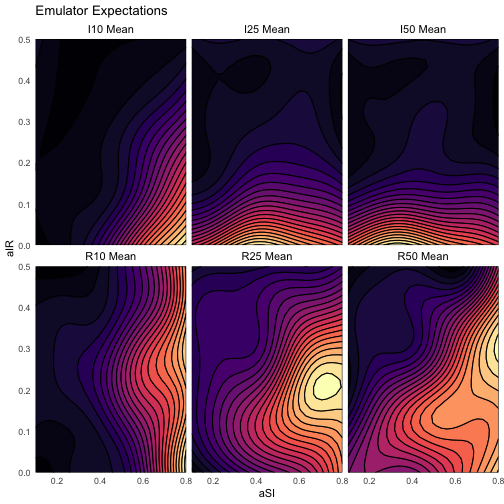 Emulator Expectations
I10 Mean
I25 Mean
I50 Mean
0.5
0.4
0.3
0.2
0.1
0.0
aIR
R10 Mean
R25 Mean
R50 Mean
0.5
0.4
0.3
0.2
0.1
0.0
0.2 0.4 0.6 0.8 0.2 0.4 0.6 0.8 0.2 0.4 0.6 0.8
aSI